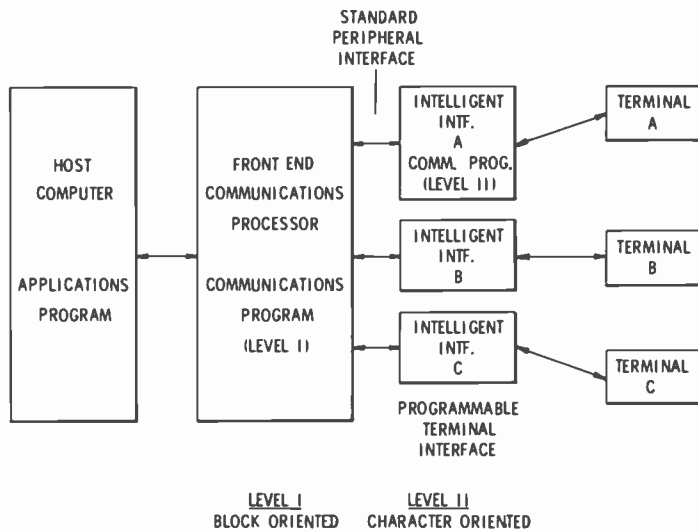 STANDARD
PERIPHERAL
INTERFACE
HOST
COMPUTER
APPLICATIONS
PROGRAM
FRONT END
COMMUNICATIONS
PROCESSOR
COMMUNICATIONS
PROGRAM
(LEVEL I)
INTELLIGENT
INTF.
A
COMM. PROG.
(LEVEL II)
TERMINAL
A
INTELLIGENT
INTF.
B
TERMINAL
B
INTELLIGENT
INTF.
C
TERMINAL
C
PROGRAMMABLE
TERMINAL
INTERFACE
LEVEL I
BLOCK ORIENTED
LEVEL II
CHARACTER ORIENTED